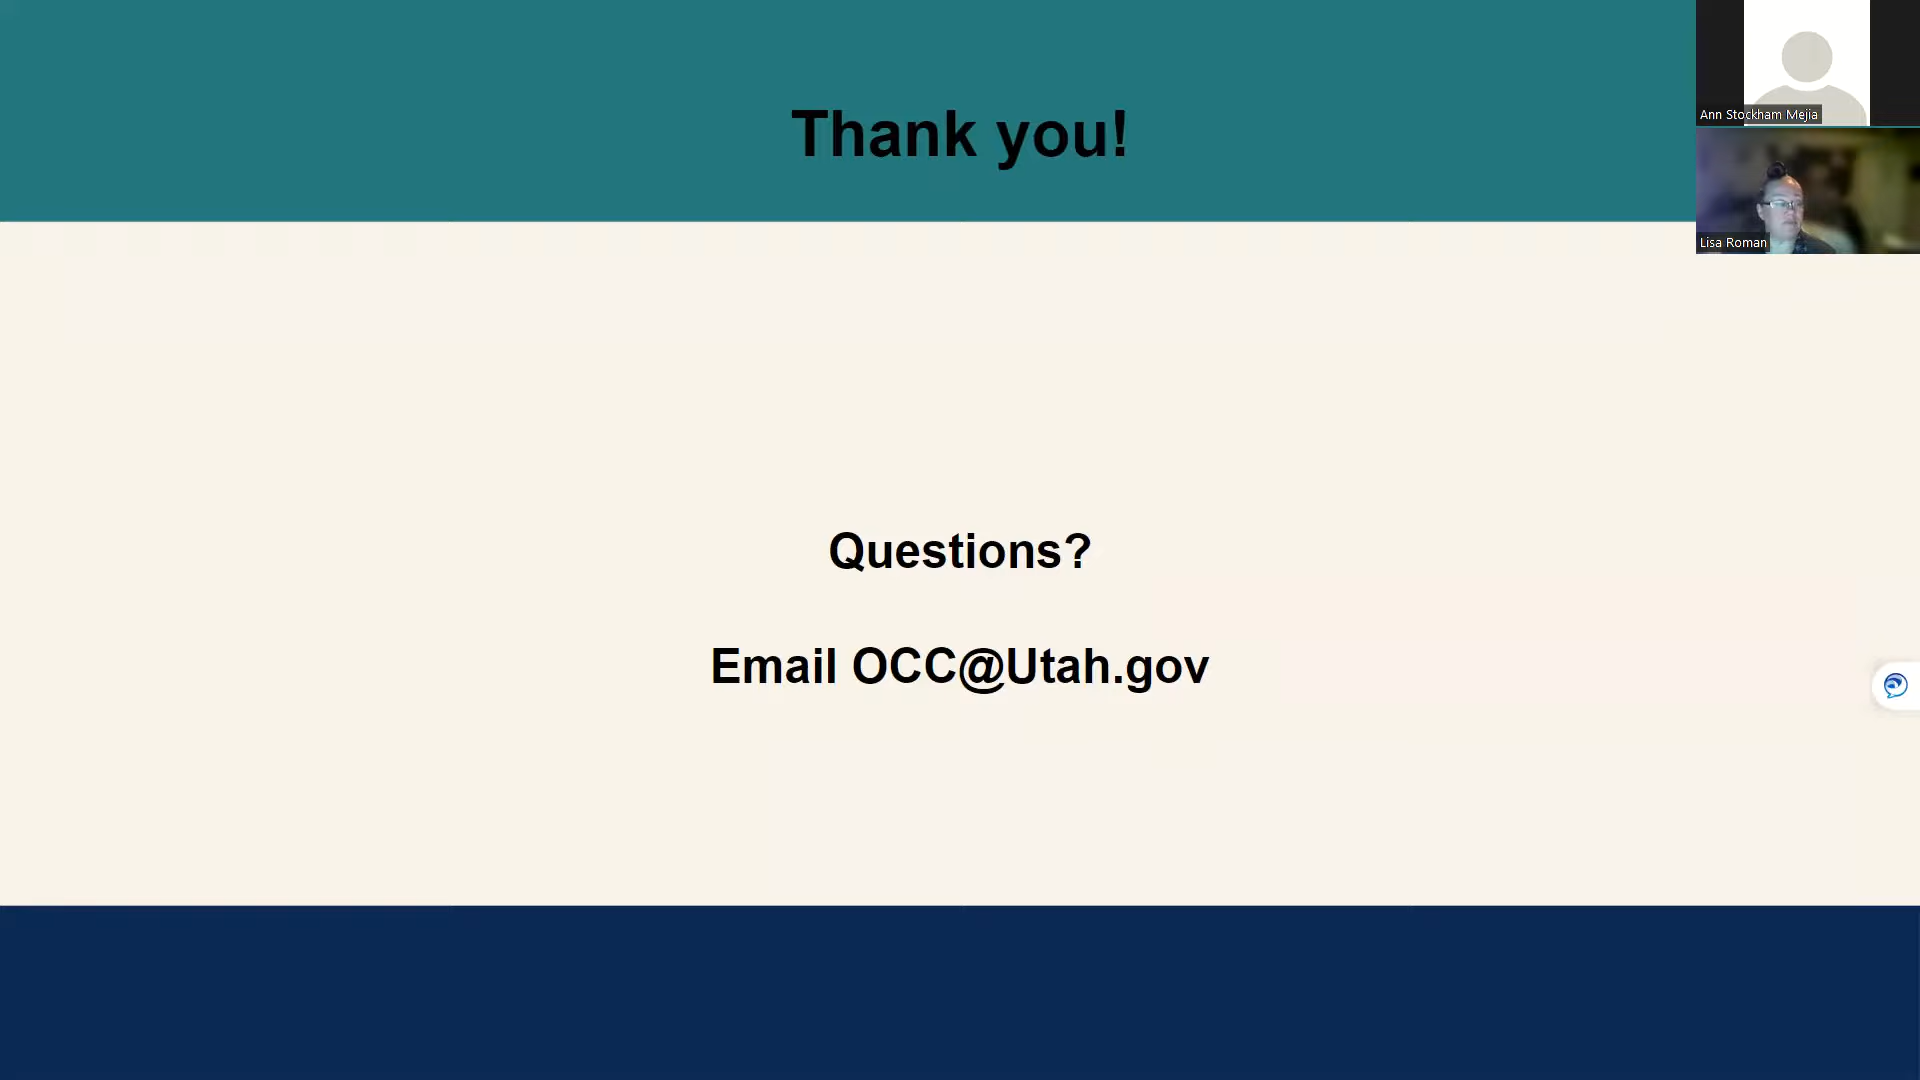 Thank you!
Ann Stockham Mejia
Lisa Roman
Questions?
Email OCC@Utah.gov